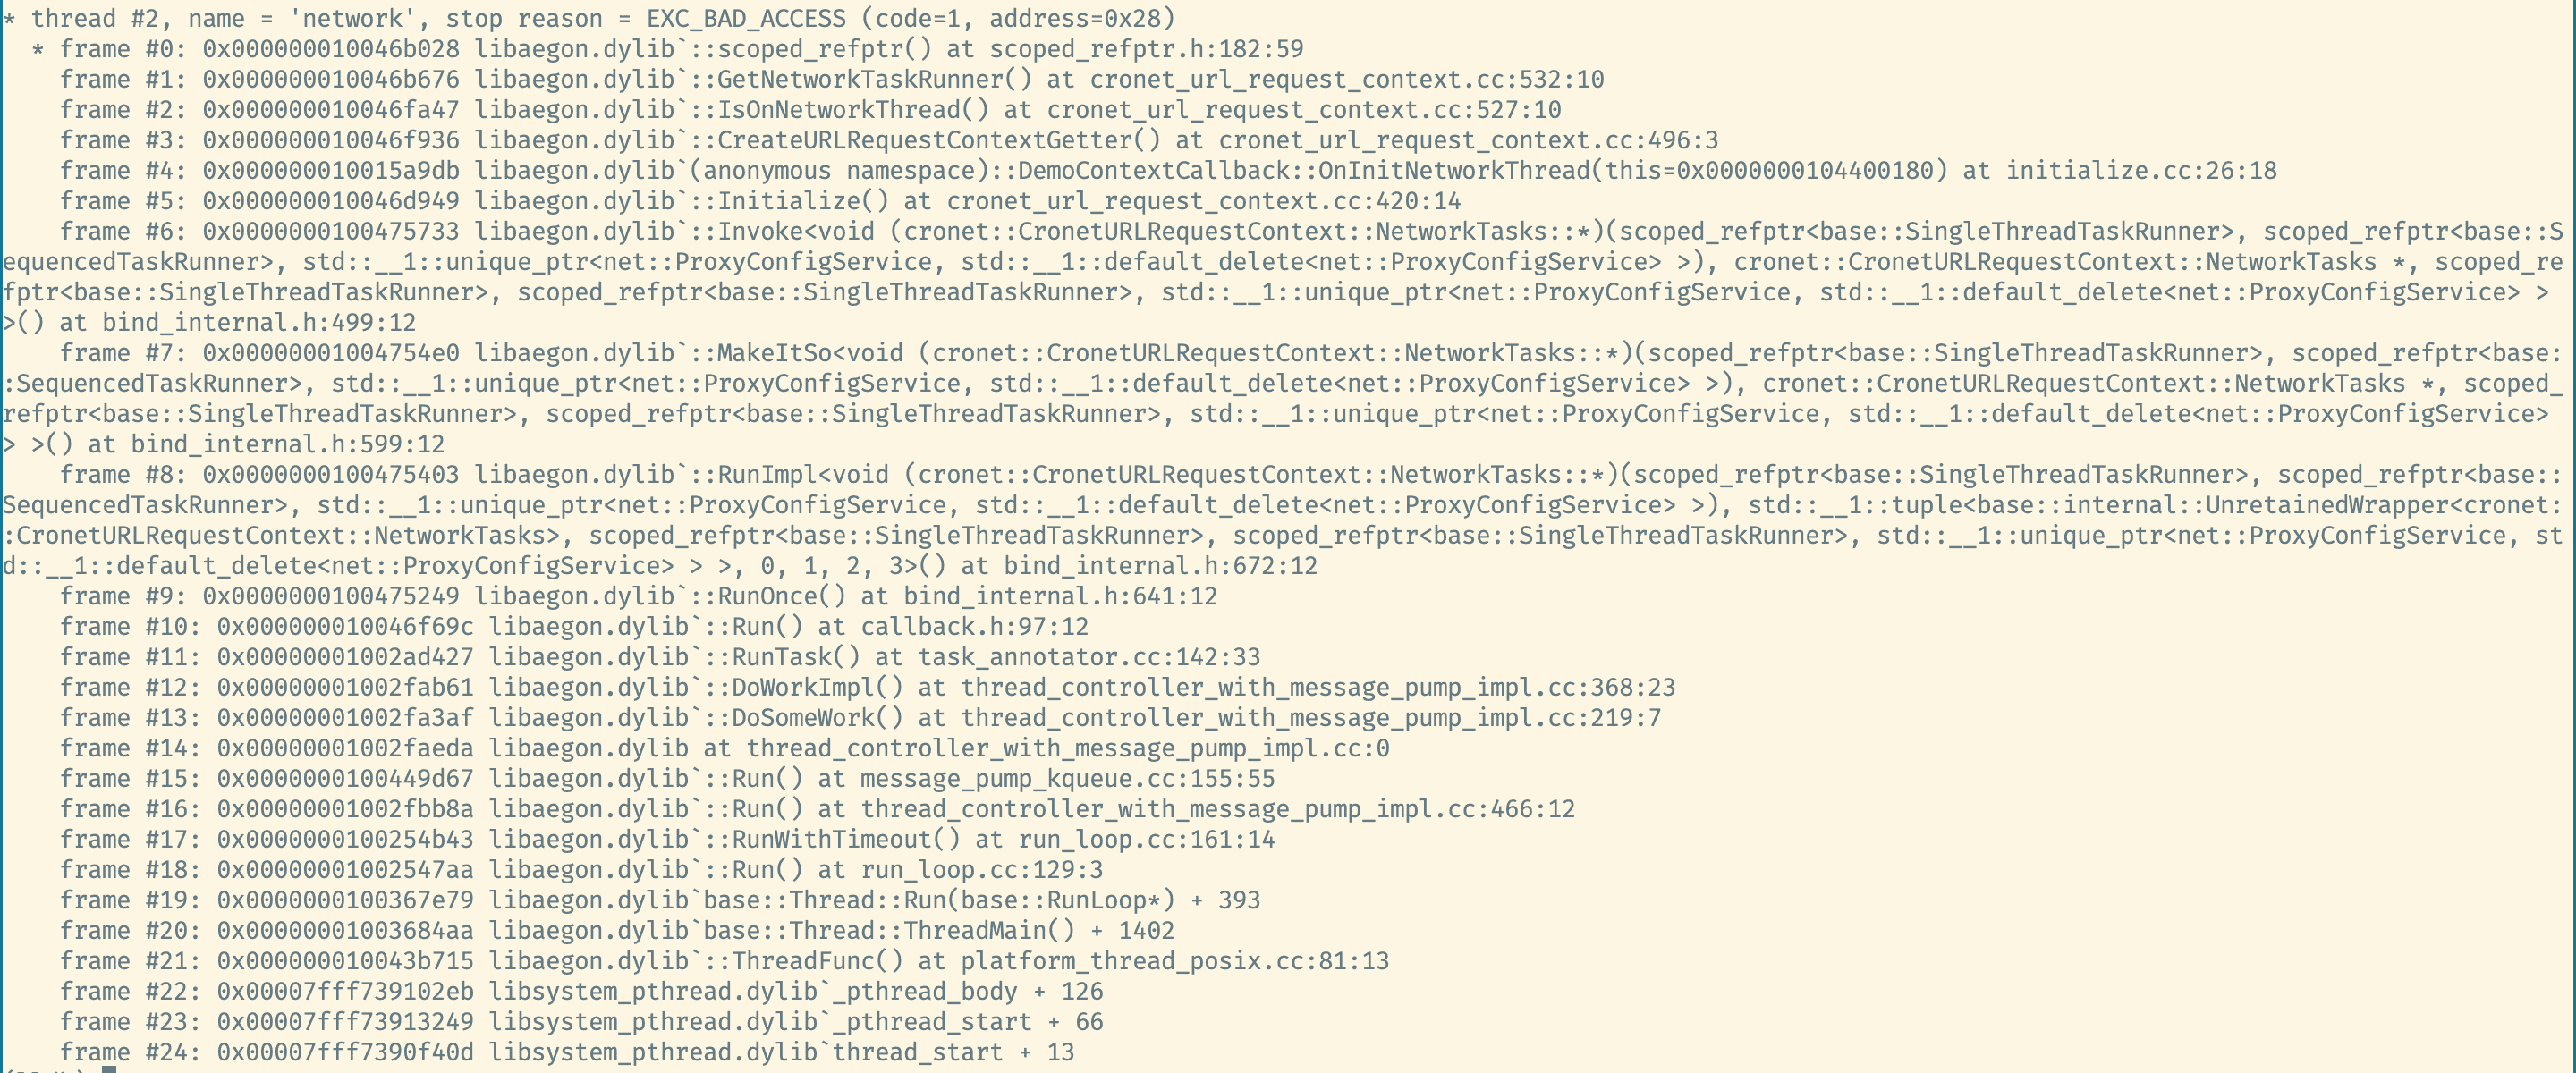 * thread #2, name = 'network', stop reason = EXC_BAD_ACCESS (code=1, address=0x28)
  * frame #0: 0x000000010046b028 libaegon.dylib`::scoped_refptr() at scoped_refptr.h:182:59
    frame #1: 0x000000010046b676 libaegon.dylib`::GetNetworkTaskRunner() at cronet_url_request_context.cc:532:10
    frame #2: 0x000000010046fa47 libaegon.dylib`::IsOnNetworkThread() at cronet_url_request_context.cc:527:10
    frame #3: 0x000000010046f936 libaegon.dylib`::CreateURLRequestContextGetter() at cronet_url_request_context.cc:496:3
    frame #4: 0x000000010015a9db libaegon.dylib`(anonymous namespace)::DemoContextCallback::OnInitNetworkThread(this=0x0000000104400180) at initialize.cc:26:18
    frame #5: 0x000000010046d949 libaegon.dylib`::Initialize() at cronet_url_request_context.cc:420:14
    frame #6: 0x0000000100475733 libaegon.dylib`::Invoke<void (cronet::CronetURLRequestContext::NetworkTasks::*)(scoped_refptr<base::SingleThreadTaskRunner>, scoped_refptr<base::S
equencedTaskRunner>, std::__1::unique_ptr<net::ProxyConfigService, std::__1::default_delete<net::ProxyConfigService> >), cronet::CronetURLRequestContext::NetworkTasks *, scoped_re
fptr<base::SingleThreadTaskRunner>, scoped_refptr<base::SingleThreadTaskRunner>, std::__1::unique_ptr<net::ProxyConfigService, std::__1::default_delete<net::ProxyConfigService> >
>() at bind_internal.h:499:12
    frame #7: 0x00000001004754e0 libaegon.dylib`::MakeItSo<void (cronet::CronetURLRequestContext::NetworkTasks::*)(scoped_refptr<base::SingleThreadTaskRunner>, scoped_refptr<base:
:SequencedTaskRunner>, std::__1::unique_ptr<net::ProxyConfigService, std::__1::default_delete<net::ProxyConfigService> >), cronet::CronetURLRequestContext::NetworkTasks *, scoped_
refptr<base::SingleThreadTaskRunner>, scoped_refptr<base::SingleThreadTaskRunner>, std::__1::unique_ptr<net::ProxyConfigService, std::__1::default_delete<net::ProxyConfigService>
> >() at bind_internal.h:599:12
    frame #8: 0x0000000100475403 libaegon.dylib`::RunImpl<void (cronet::CronetURLRequestContext::NetworkTasks::*)(scoped_refptr<base::SingleThreadTaskRunner>, scoped_refptr<base::
SequencedTaskRunner>, std::__1::unique_ptr<net::ProxyConfigService, std::__1::default_delete<net::ProxyConfigService> >), std::__1::tuple<base::internal::UnretainedWrapper<cronet:
:CronetURLRequestContext::NetworkTasks>, scoped_refptr<base::SingleThreadTaskRunner>, scoped_refptr<base::SingleThreadTaskRunner>, std::__1::unique_ptr<net::ProxyConfigService, st
d::__1::default_delete<net::ProxyConfigService> > >, 0, 1, 2, 3>() at bind_internal.h:672:12
    frame #9: 0x0000000100475249 libaegon.dylib`::RunOnce() at bind_internal.h:641:12
    frame #10: 0x000000010046f69c libaegon.dylib`::Run() at callback.h:97:12
    frame #11: 0x00000001002ad427 libaegon.dylib`::RunTask() at task_annotator.cc:142:33
    frame #12: 0x00000001002fab61 libaegon.dylib`::DoWorkImpl() at thread_controller_with_message_pump_impl.cc:368:23
    frame #13: 0x00000001002fa3af libaegon.dylib`::DoSomeWork() at thread_controller_with_message_pump_impl.cc:219:7
    frame #14: 0x00000001002faeda libaegon.dylib at thread_controller_with_message_pump_impl.cc:0
    frame #15: 0x0000000100449d67 libaegon.dylib`::Run() at message_pump_kqueue.cc:155:55
    frame #16: 0x00000001002fbb8a libaegon.dylib`::Run() at thread_controller_with_message_pump_impl.cc:466:12
    frame #17: 0x0000000100254b43 libaegon.dylib`::RunWithTimeout() at run_loop.cc:161:14
    frame #18: 0x00000001002547aa libaegon.dylib`::Run() at run_loop.cc:129:3
    frame #19: 0x0000000100367e79 libaegon.dylib`base::Thread::Run(base::RunLoop*) + 393
    frame #20: 0x00000001003684aa libaegon.dylib`base::Thread::ThreadMain() + 1402
    frame #21: 0x000000010043b715 libaegon.dylib`::ThreadFunc() at platform_thread_posix.cc:81:13
    frame #22: 0x00007fff739102eb libsystem_pthread.dylib`_pthread_body + 126
    frame #23: 0x00007fff73913249 libsystem_pthread.dylib`_pthread_start + 66
    frame #24: 0x00007fff7390f40d libsystem_pthread.dylib`thread_start + 13